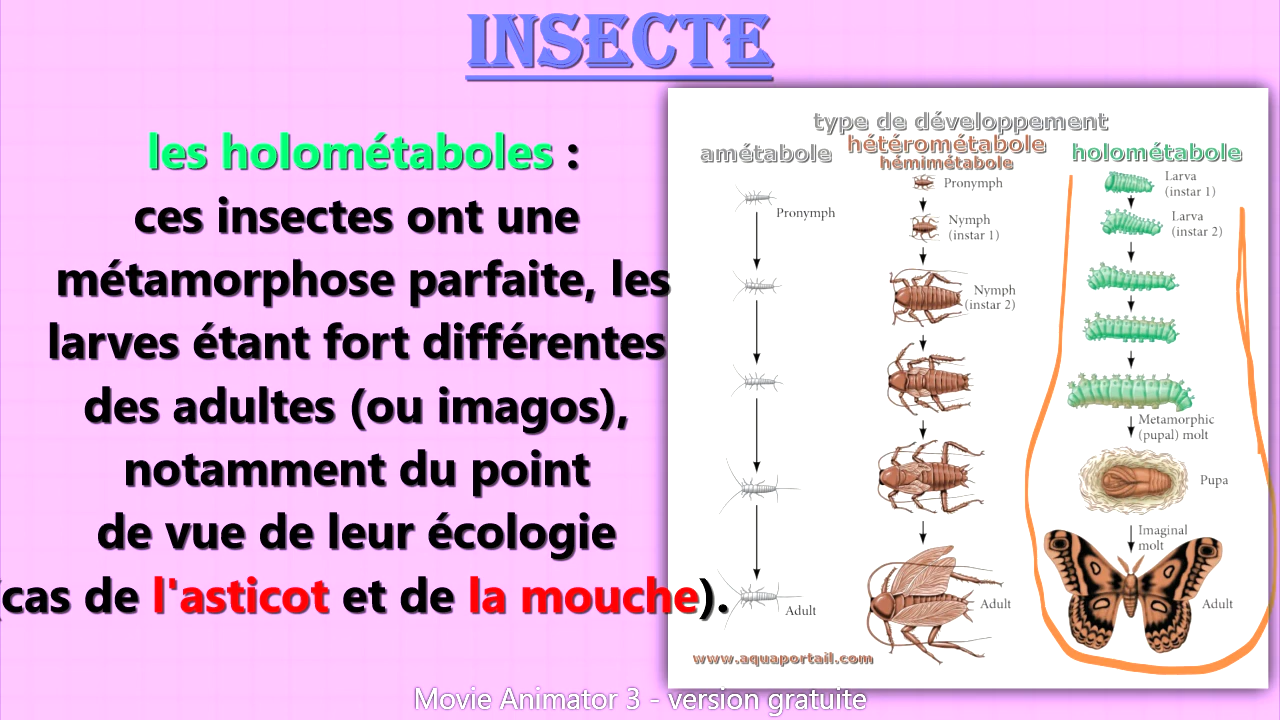 INSECTE
les holométaboles :
ces insectes ont une
métamorphose parfaite, les
larves étant fort différentes
des adultes (ou imagos),
notamment du point
de vue de leur écologie
(cas de l'asticot et de la mouche).
type de développement
amétabole
hétérométabole
hémimétabole
holométabole
Pronymph
Adult
Pronymph
Nymph
(instar 1)
Nymph
(instar 2)
Adult
Larva
(instar 1)
Larva
(instar 2)
Metamorphic
(pupal) molt
Pupa
Imaginal
molt
Adult
www.aquaportail.com
Movie Animator 3 - version gratuite